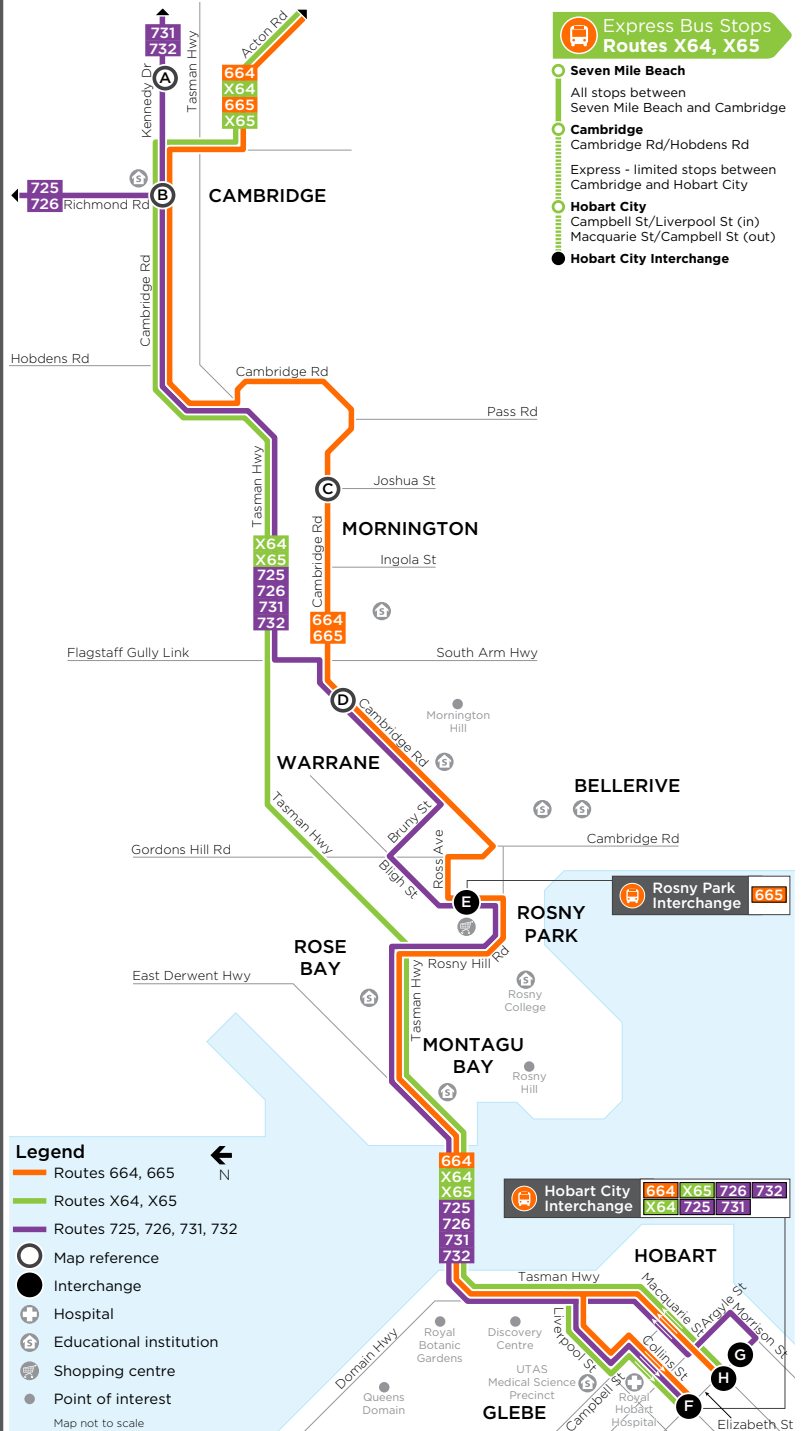 Express Bus Stops
Routes X64, X65
Seven Mile Beach
All stops between
Seven Mile Beach and Cambridge
Cambridge
Cambridge Rd/Hobdens Rd
Express - limited stops between
Cambridge and Hobart City
Hobart City
Campbell St/Liverpool St (in)
Macquarie St/Campbell St (out)
Hobart City Interchange
731
732
A
Kennedy Dr
Tasman Hwy
Acton Rd
664
X64
665
X65
725
726
Richmond Rd
B
CAMBRIDGE
Cambridge Rd
Hobdens Rd
Cambridge Rd
Pass Rd
Tasman Hwy
C
Joshua St
MORNINGTON
Cambridge Rd
Ingola St
X64
X65
725
726
731
732
664
665
Flagstaff Gully Link
South Arm Hwy
D
Cambridge Rd
Mornington
Hill
WARRANE
BELLERIVE
Tasman Hwy
Bruny St
Gordons Hill Rd
Bligh St
Ross Ave
Cambridge Rd
E
Rosny Park
Interchange
665
ROSNY
PARK
ROSE
BAY
Rosny Hill Rd
East Derwent Hwy
Tasman Hwy
Rosny
College
MONTAGU
BAY
Rosny
Hill
Legend
N
Routes 664, 665
Routes X64, X65
Routes 725, 726, 731, 732
Map reference
Interchange
Hospital
Educational institution
Shopping centre
Point of interest
Map not to scale
664
X64
X65
725
726
731
732
Hobart City
Interchange
664 X65 726 732
X64 725 731
HOBART
Tasman Hwy
Macquarie St
Argyle St
Morrison St
Domain Hwy
Royal
Botanic
Gardens
Discovery
Centre
Liverpool St
Collins St
G
H
F
UTAS
Medical Science
Precinct
Queens
Domain
GLEBE
Campbell St
Royal
Hobart
Hospital
Elizabeth St